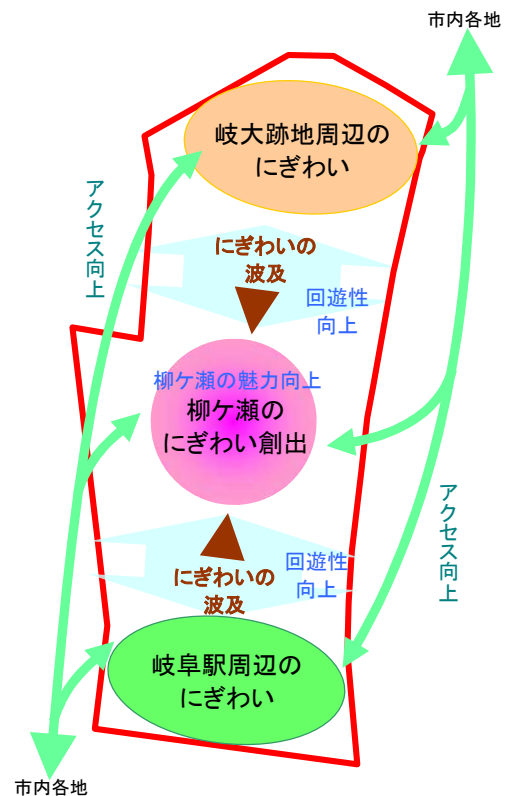 市内各地
岐大跡地周辺の
にぎわい
アクセス向上
にぎわいの
波及
回遊性
向上
柳ケ瀬の魅力向上
柳ケ瀬の
にぎわい創出
アクセス向上
回遊性
向上
にぎわいの
波及
岐阜駅周辺の
にぎわい
市内各地